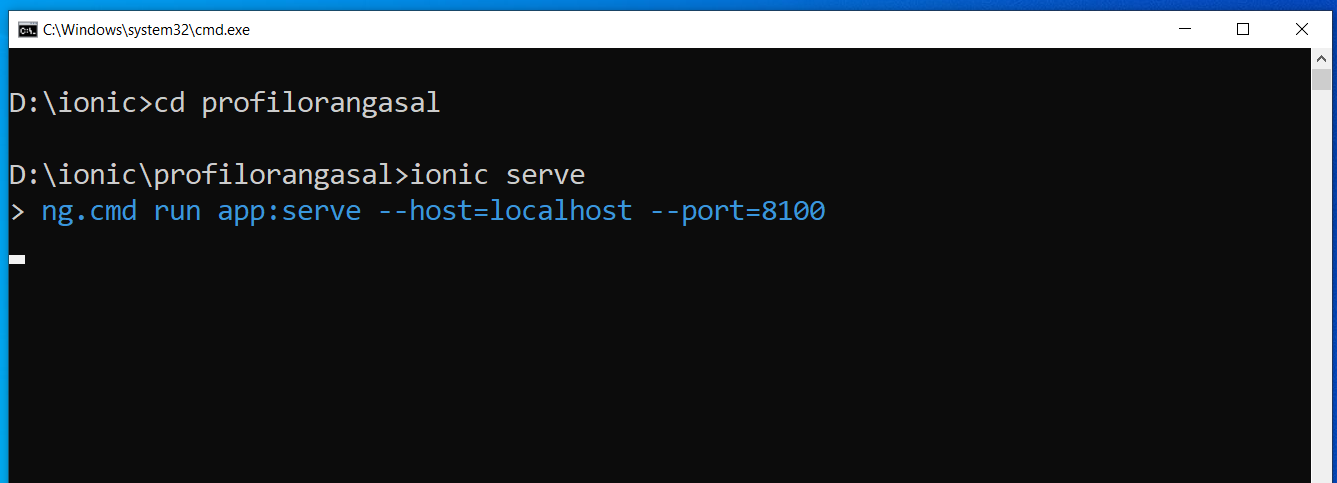 C:\Windows\system32\cmd.exe
D:\ionic>cd profilorangasal
D:\ionic\profilorangasal>ionic serve
> ng.cmd run app:serve --host=localhost --port=8100